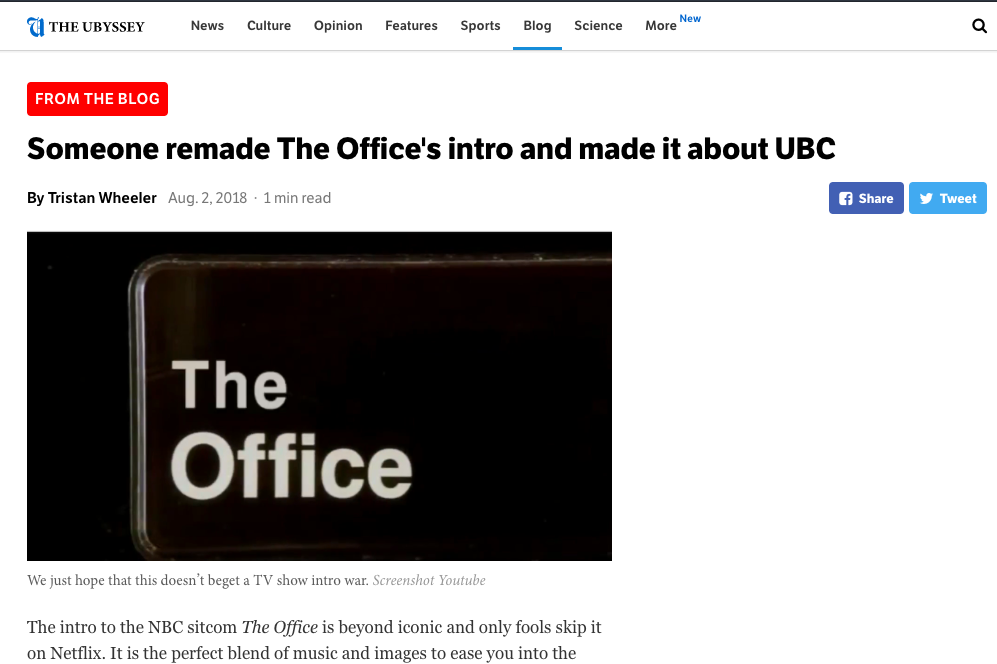 THE UBYSSEY
News Culture Opinion Features Sports Blog Science More New
FROM THE BLOG
Someone remade The Office's intro and made it about UBC
By Tristan Wheeler Aug. 2, 2018 · 1 min read
Share Tweet
The
Office
We just hope that this doesn’t beget a TV show intro war. Screenshot Youtube
The intro to the NBC sitcom The Office is beyond iconic and only fools skip it
on Netflix. It is the perfect blend of music and images to ease you into the